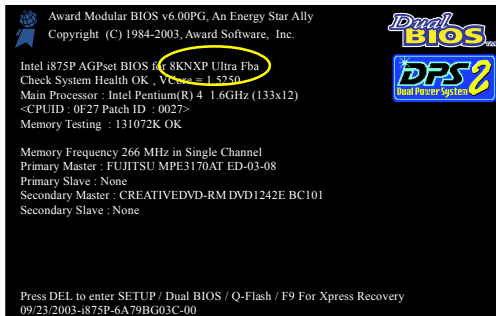 Award Modular BIOS v6.00PG, An Energy Star Ally
Copyright (C) 1984-2003, Award Software, Inc.
Dual
BIOS
Intel i875P AGPset BIOS for 8KNXP Ultra Fba
Check System Health OK , VCore = 1.5250
Main Processor : Intel Pentium(R) 4 1.6GHz (133x12)
<CPUID : 0F27 Patch ID : 0027>
Memory Testing : 131072K OK
DPS2
Dual Power System
Memory Frequency 266 MHz in Single Channel
Primary Master : FUJITSU MPE3170AT ED-03-08
Primary Slave : None
Secondary Master : CREATIVEDVD-RM DVD1242E BC101
Secondary Slave : None
Press DEL to enter SETUP / Dual BIOS / Q-Flash / F9 For Xpress Recovery
09/23/2003-i875P-6A79BG03C-00